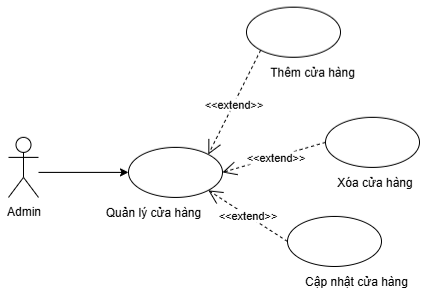 Thêm cửa hàng
<<extend>>
<<extend>>
Xóa cửa hàng
Admin
Quản lý cửa hàng
<<extend>>
Cập nhật cửa hàng